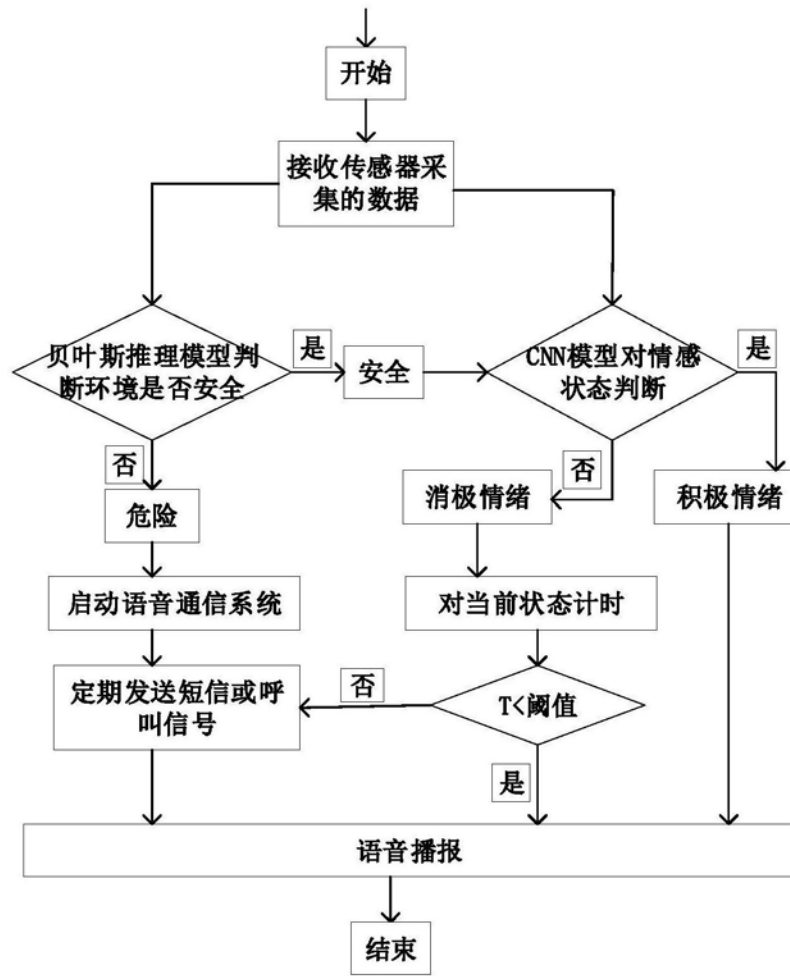 开始
接收传感器采
集的数据
贝叶斯推理模型判
断环境是否安全
是
安全
CNN模型对情感
状态判断
是
否
否
危险
消极情绪
积极情绪
启动语音通信系统
对当前状态计时
定期发送短信或呼
叫信号
否
T<阈值
是
语音播报
结束